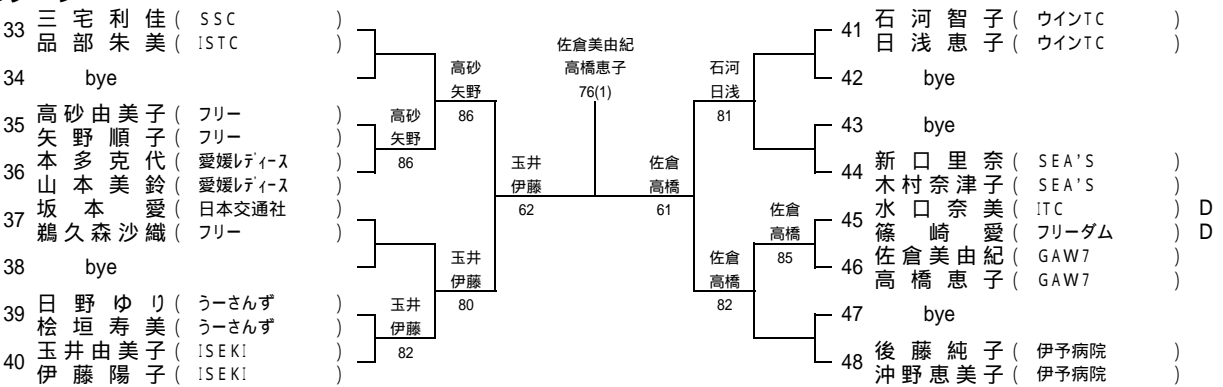 33 三宅利佳( SSC )
品部朱美( ISTC )
34 bye
35 高砂由美子( フリー )
矢野順子( フリー )
36 本多克代( 愛媛レディース )
山本美鈴( 愛媛レディース )
37 坂本愛( 日本交通社 )
鵜久森沙織( フリー )
38 bye
39 日野ゆり( うーさんず )
桧垣寿美( うーさんず )
40 玉井由美子( ISEKI )
伊藤陽子( ISEKI )
高砂
矢野
86
高砂
矢野
86
玉井
伊藤
62
玉井
伊藤
80
玉井
伊藤
82
佐倉美由紀
高橋恵子
76(1)
石河
日浅
81
佐倉
高橋
61
佐倉
高橋
85
佐倉
高橋
82
41 石河智子( ウインTC )
日浅恵子( ウインTC )
42 bye
43 bye
44 新口里奈( SEA'S )
木村奈津子( SEA'S )
45 水口奈美( ITC ) D
篠崎愛( フリーダム ) D
46 佐倉美由紀( GAW7 )
高橋恵子( GAW7 )
47 bye
48 後藤純子( 伊予病院 )
沖野恵美子( 伊予病院 )